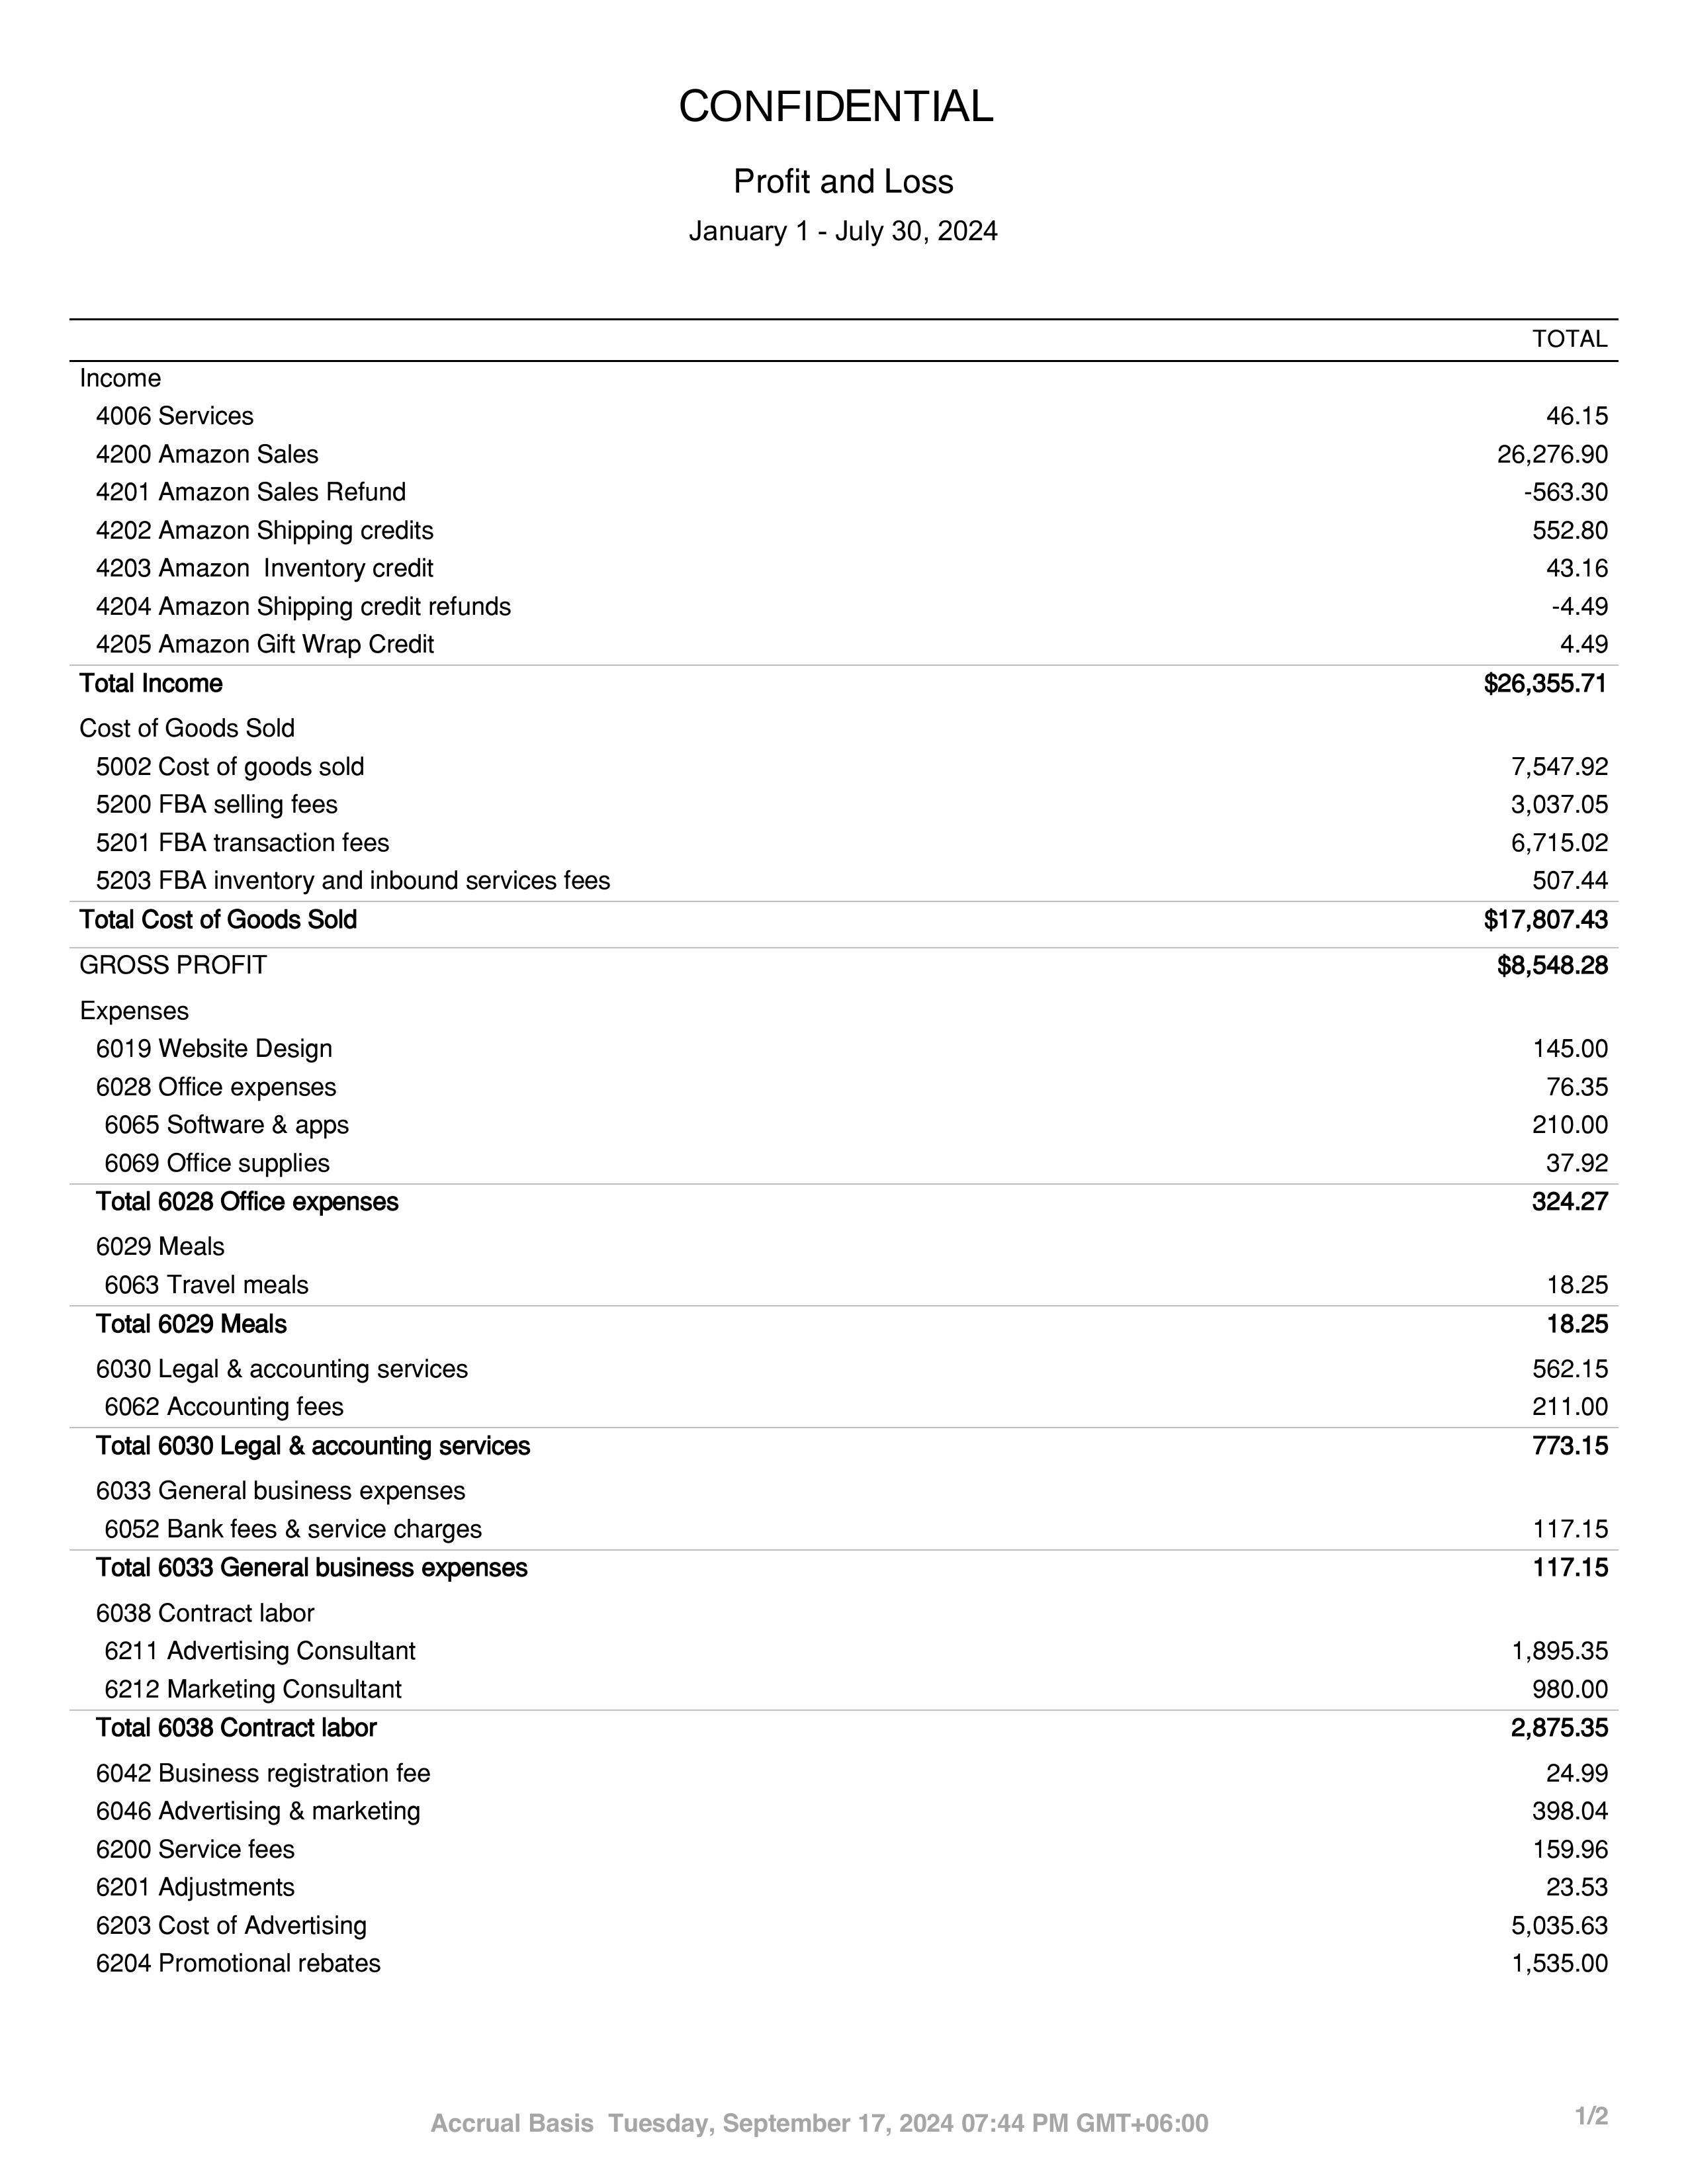 CONFIDENTIAL
Profit and Loss
January 1 - July 30, 2024
TOTAL
Income
4006 Services 46.15
4200 Amazon Sales 26,276.90
4201 Amazon Sales Refund -563.30
4202 Amazon Shipping credits 552.80
4203 Amazon  Inventory credit 43.16
4204 Amazon Shipping credit refunds -4.49
4205 Amazon Gift Wrap Credit 4.49
Total Income $26,355.71
Cost of Goods Sold
5002 Cost of goods sold 7,547.92
5200 FBA selling fees 3,037.05
5201 FBA transaction fees 6,715.02
5203 FBA inventory and inbound services fees 507.44
Total Cost of Goods Sold $17,807.43
GROSS PROFIT $8,548.28
Expenses
6019 Website Design 145.00
6028 Office expenses 76.35
6065 Software & apps 210.00
6069 Office supplies 37.92
Total 6028 Office expenses 324.27
6029 Meals
6063 Travel meals 18.25
Total 6029 Meals 18.25
6030 Legal & accounting services 562.15
6062 Accounting fees 211.00
Total 6030 Legal & accounting services 773.15
6033 General business expenses
6052 Bank fees & service charges 117.15
Total 6033 General business expenses 117.15
6038 Contract labor
6211 Advertising Consultant 1,895.35
6212 Marketing Consultant 980.00
Total 6038 Contract labor 2,875.35
6042 Business registration fee 24.99
6046 Advertising & marketing 398.04
6200 Service fees 159.96
6201 Adjustments 23.53
6203 Cost of Advertising 5,035.63
6204 Promotional rebates 1,535.00
Accrual Basis  Tuesday, September 17, 2024 07:44 PM GMT+06:00 1/2